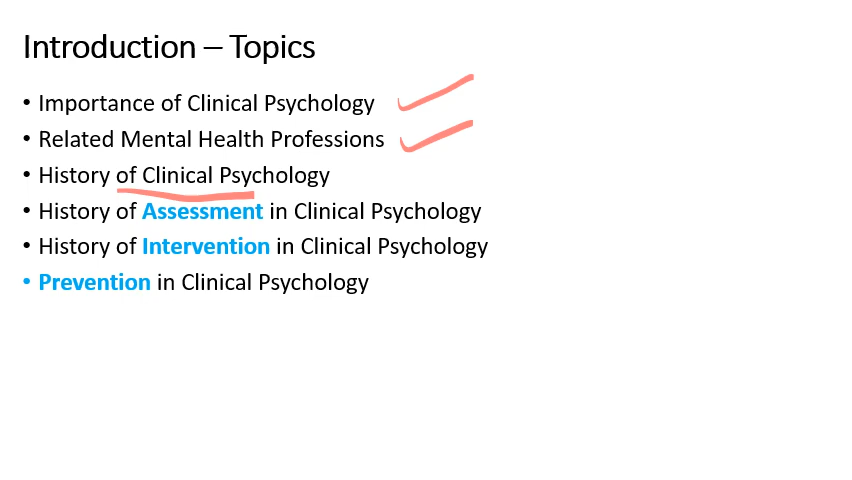 Introduction – Topics
• Importance of Clinical Psychology
• Related Mental Health Professions
• History of Clinical Psychology
• History of Assessment in Clinical Psychology
• History of Intervention in Clinical Psychology
• Prevention in Clinical Psychology